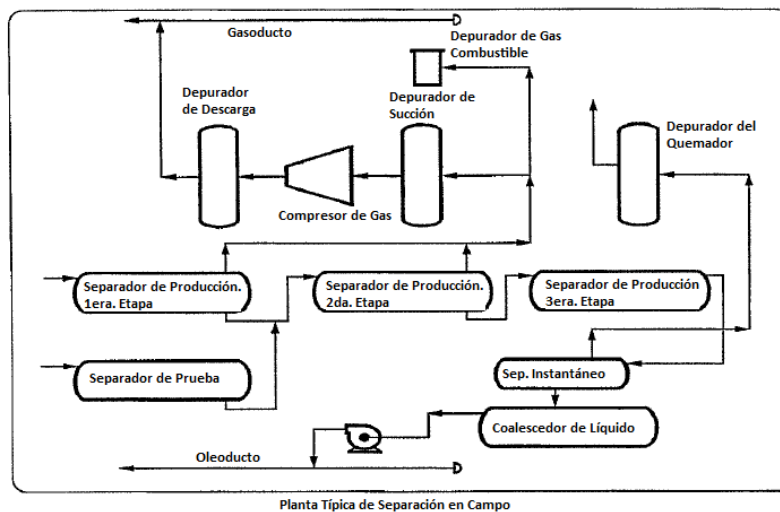 Gasoducto
Depurador de Gas
Combustible
Depurador
de Descarga
Depurador de
Succión
Depurador del
Quemador
Compresor de Gas
Separador de Producción.
1era. Etapa
Separador de Producción.
2da. Etapa
Separador de Producción
3era. Etapa
Separador de Prueba
Sep. Instantáneo
Coalescedor de Líquido
Oleoducto
Planta Típica de Separación en Campo